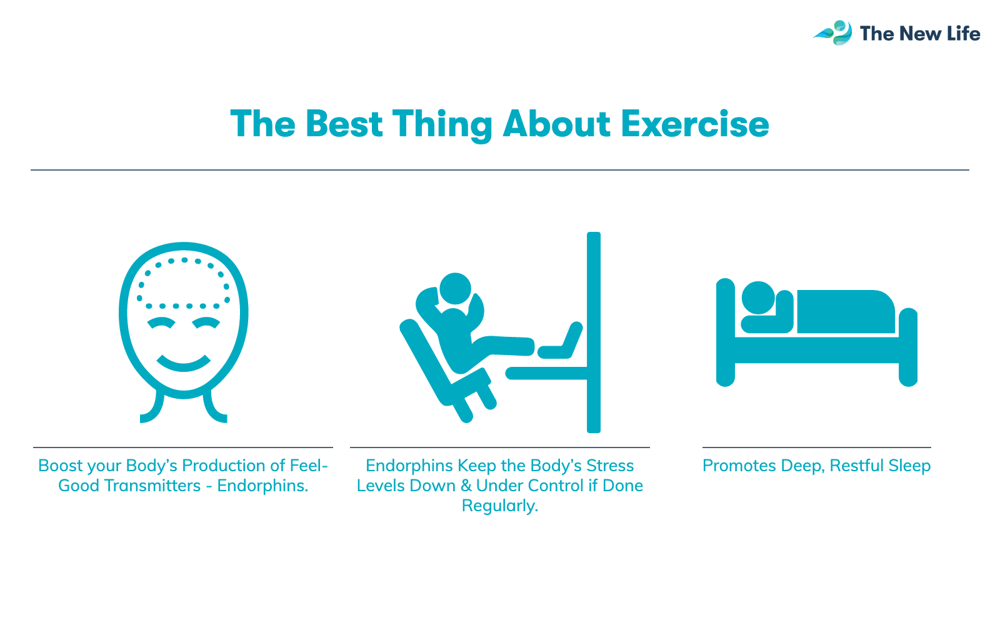 The New Life
The Best Thing About Exercise
Boost your Body’s Production of Feel-
Good Transmitters - Endorphins.
Endorphins Keep the Body’s Stress
Levels Down & Under Control if Done
Regularly.
Promotes Deep, Restful Sleep